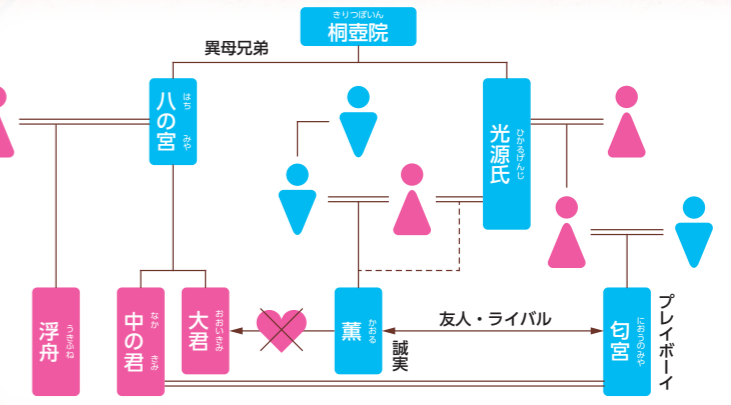 きりつぼいん
桐壺院
異母兄弟
八の宮
はち みや
光源氏
ひかるげんじ
浮舟
うきふね
中の君
なか きみ
大君
おおいきみ
薫
かおる
友人・ライバル
誠実
匂宮
におうのみや
プレイボーイ